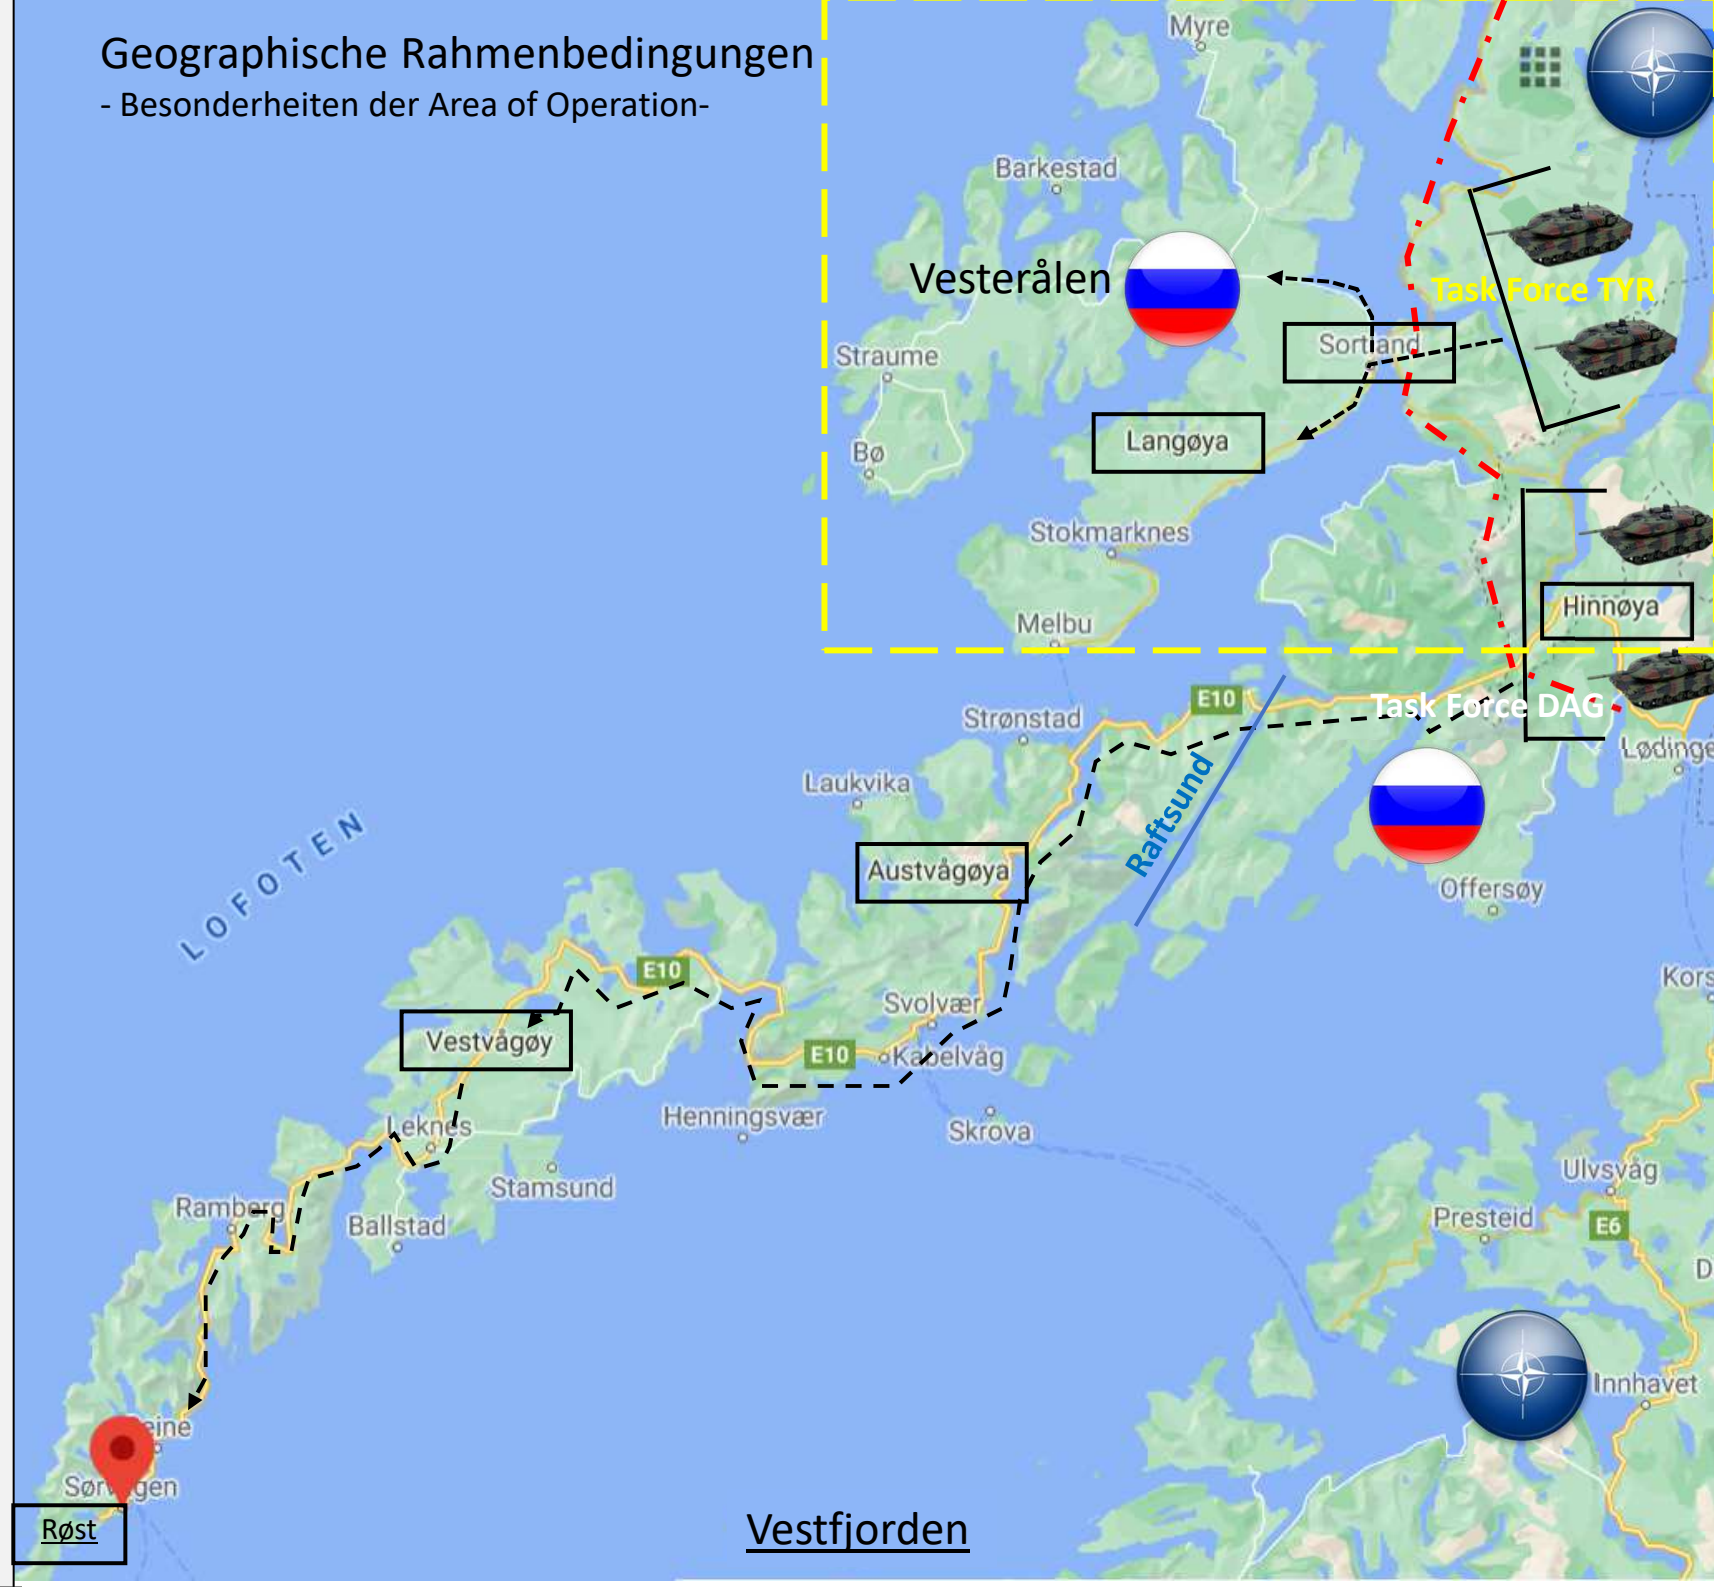 Geographische Rahmenbedingungen
- Besonderheiten der Area of Operation-
Myre
Barkestad
Vesterålen
Task Force TYR
Straume
Sortland
Langøya
Bø
Stokmarknes
Hinnøya
Melbu
E10
Task Force DAG
Strønstad
Lødinge
Laukvika
Raftsund
LOFOTEN
Austvågøya
Offersøy
E10
Kors
Svolvær
Vestvågøy
E10
Kabelvåg
Henningsvær
Skrova
Leknes
Ulvsvåg
Stamsund
Ramberg
Ballstad
Presteid
E6
D
Innhavet
eine
Sørvågen
Røst
Vestfjorden